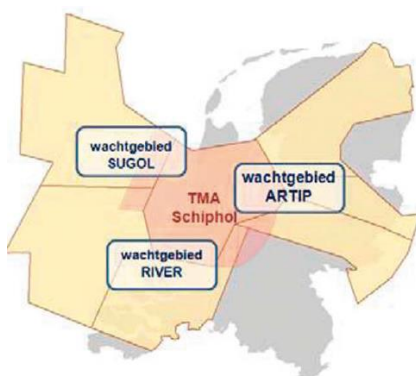 wachtgebied
SUGOL
wachtgebied
ARTIP
TMA
Schiphol
wachtgebied
RIVER